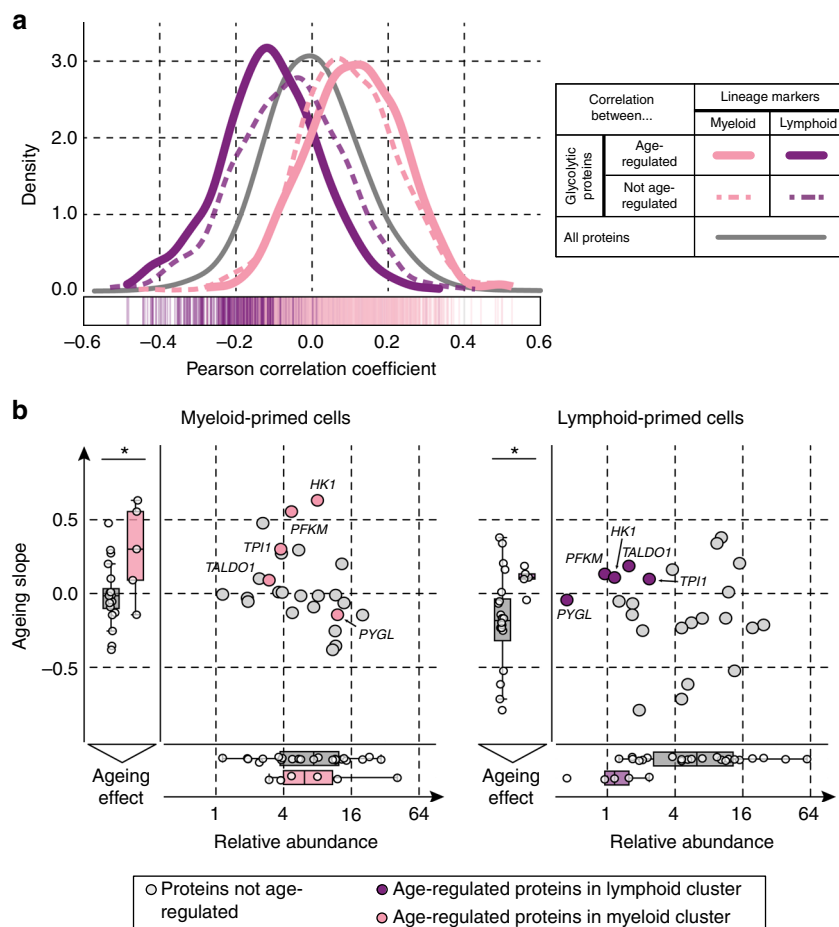 a
3.0
2.0
1.0
0.0
Density
−0.6
−0.4
−0.2
0.0
0.2
0.4
0.6
Pearson correlation coefficient
Correlation
between...
Lineage markers
Myeloid
Lymphoid
Glycolytic
proteins
Age-
regulated
Not age-
regulated
All proteins
b
Myeloid-primed cells
Lymphoid-primed cells
*
*
Ageing slope
0.5
0.0
−0.5
HK1
PFKM
TPI1
TALDO1
PYGL
HK1
PFKM
TALDO1
TPI1
PYGL
Ageing
effect
1
4
16
64
Relative abundance
Ageing
effect
1
4
16
64
Relative abundance
Proteins not age-
regulated
Age-regulated proteins in lymphoid cluster
Age-regulated proteins in myeloid cluster